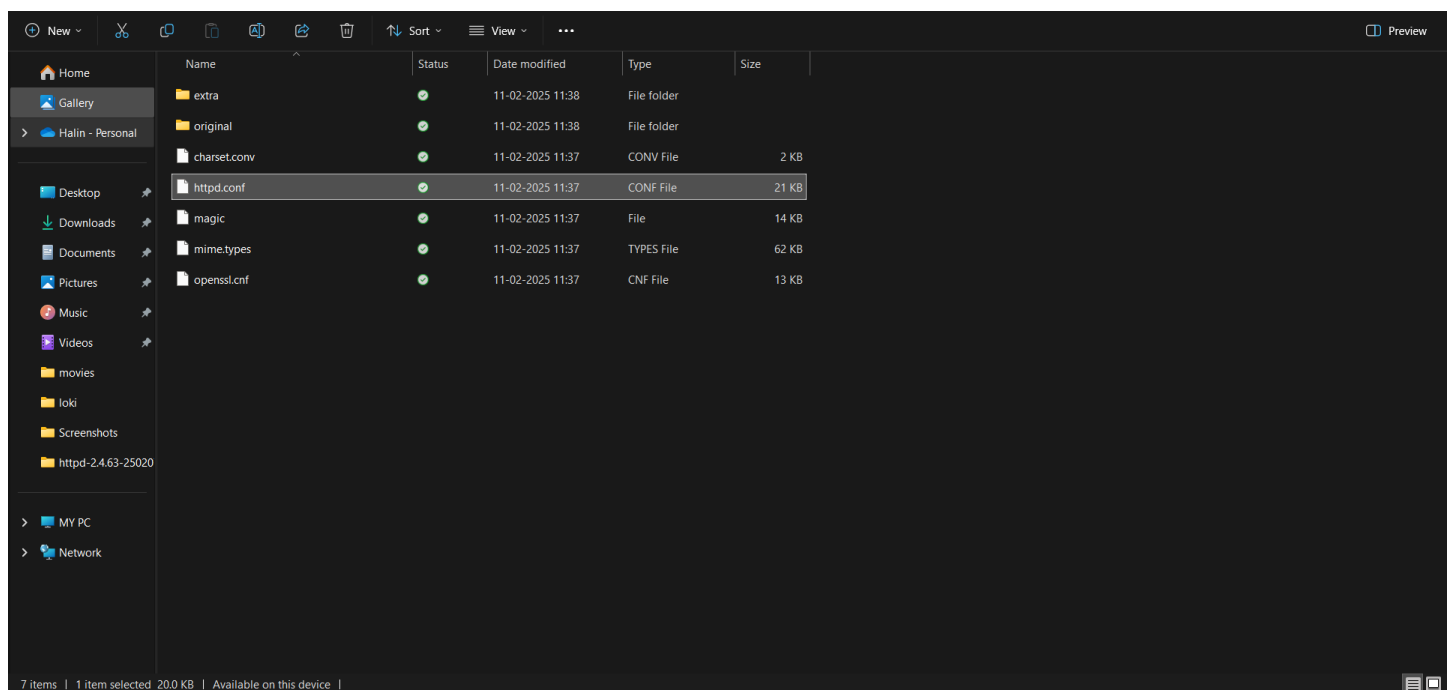 New Sort View ••• Preview
Name Status Date modified Type Size
Home
Gallery
Halin - Personal
Desktop
Downloads
Documents
Pictures
Music
Videos
movies
loki
Screenshots
httpd-2.4.63-25020
MY PC
Network
extra 11-02-2025 11:38 File folder
original 11-02-2025 11:38 File folder
charset.conv 11-02-2025 11:37 CONV File 2 KB
httpd.conf 11-02-2025 11:37 CONF File 21 KB
magic 11-02-2025 11:37 File 14 KB
mime.types 11-02-2025 11:37 TYPES File 62 KB
openssl.cnf 11-02-2025 11:37 CNF File 13 KB
7 items | 1 item selected 20.0 KB | Available on this device |